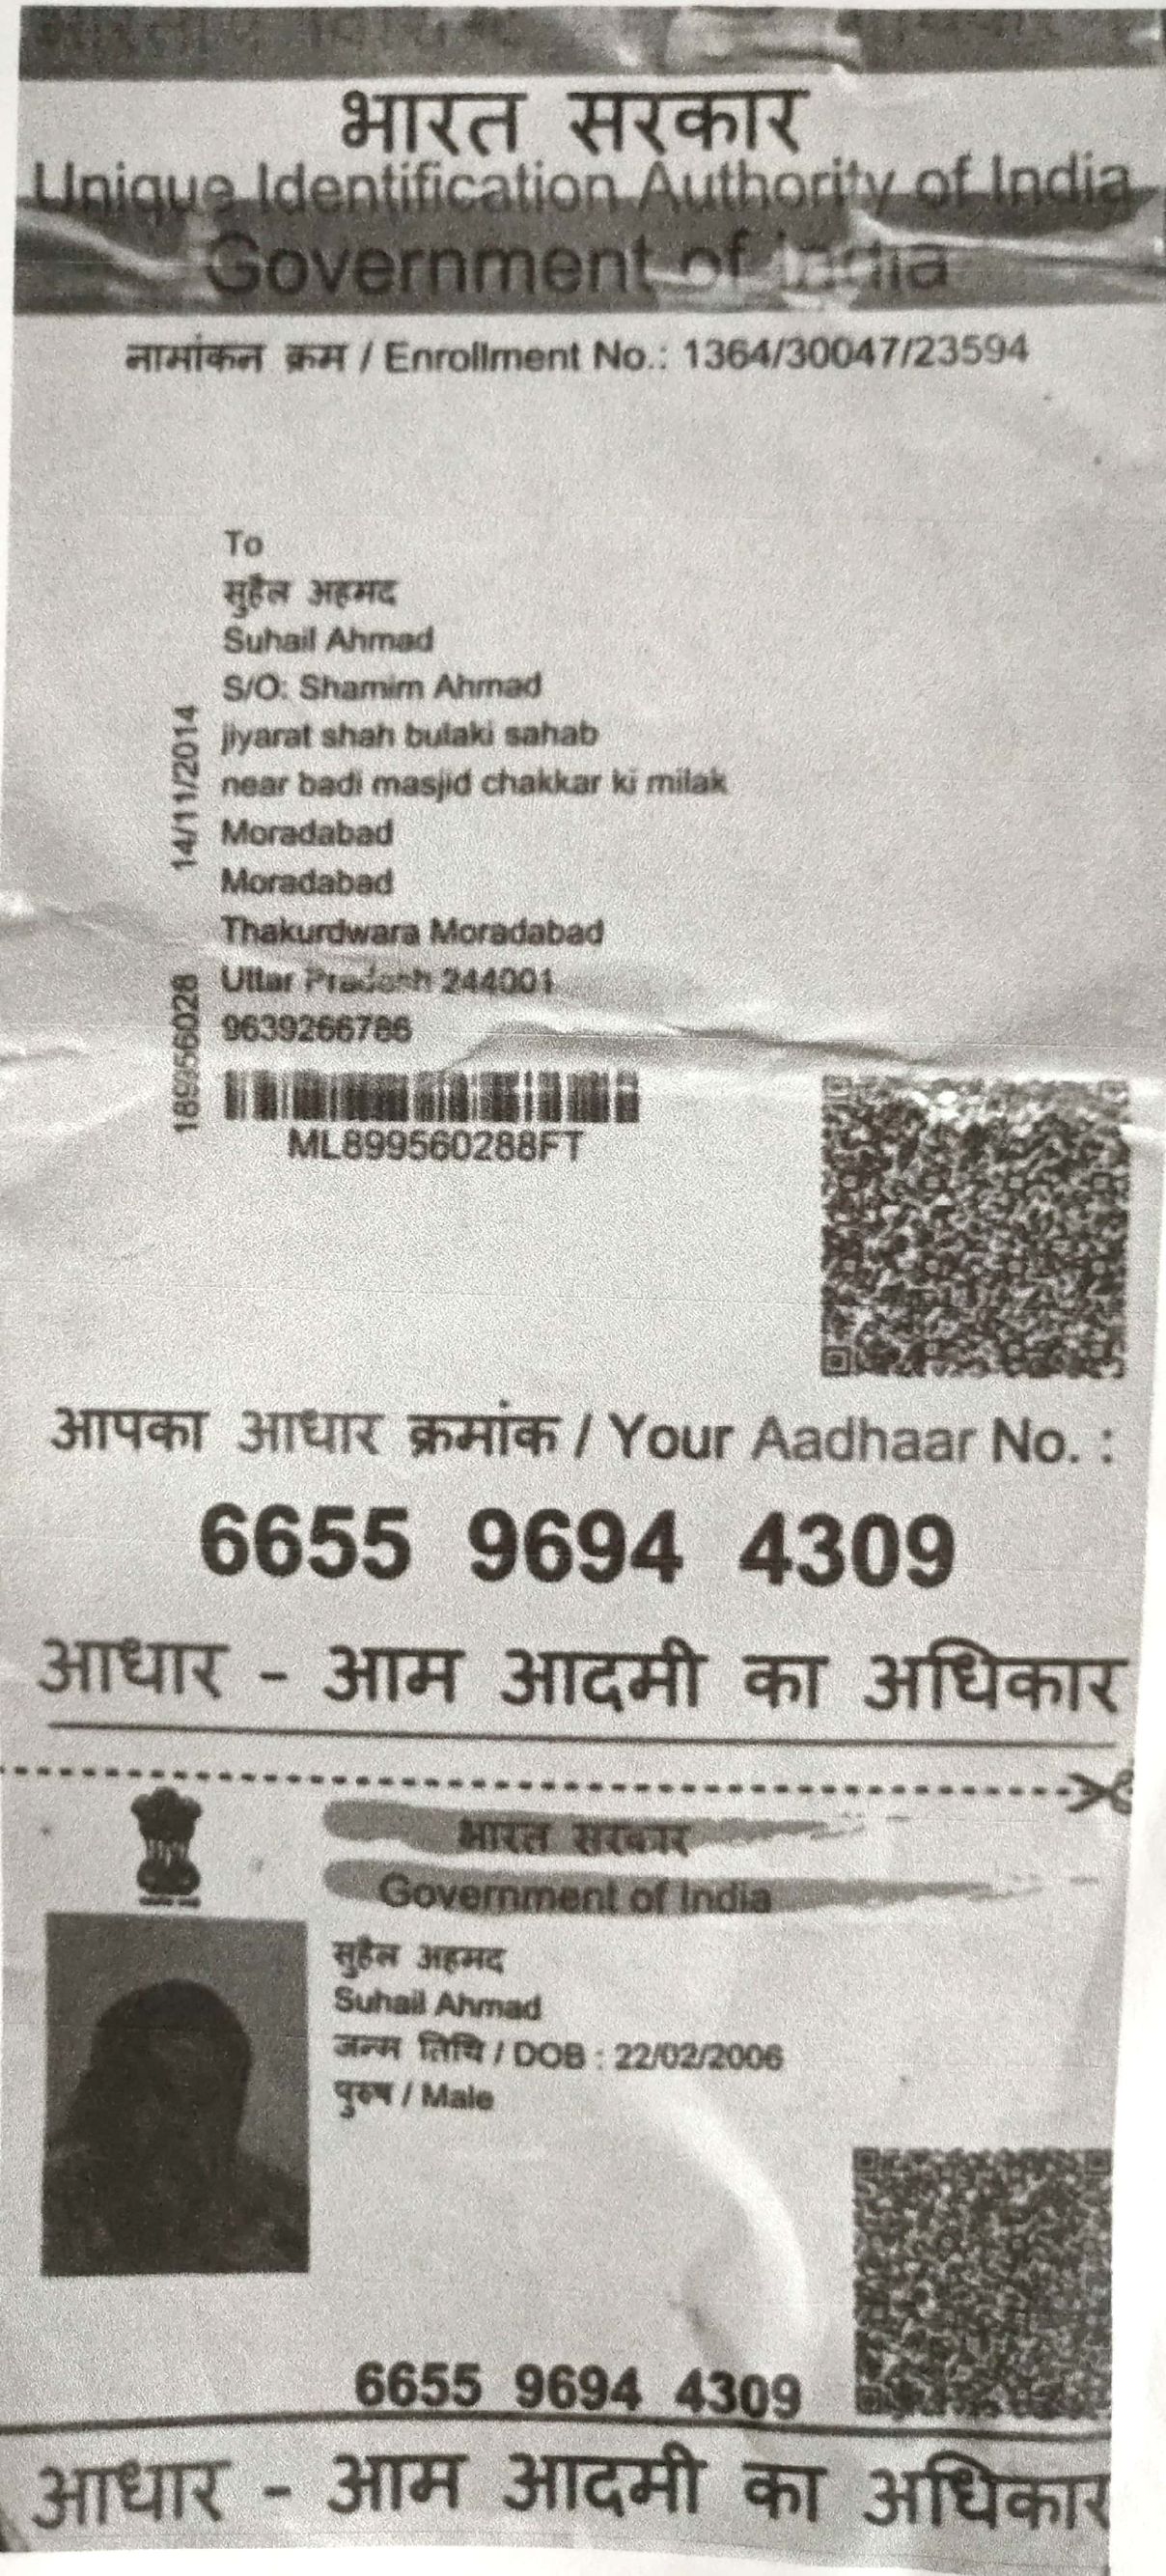 भारत सरकार
Unique Identification Authority of India
Government of India
नामांकन क्रम / Enrollment No.: 1364/30047/23594
To
सुहैल अहमद
Suhail Ahmad
S/O: Shamim Ahmad
jiyarat shah bulaki sahab
near badi masjid chakkar ki milak
Moradabad
Moradabad
Thakurdwara Moradabad
Uttar Pradesh 244001
9639266786
14/11/2014
ML899560288FT
आपका आधार क्रमांक / Your Aadhaar No. :
6655 9694 4309
आधार - आम आदमी का अधिकार
भारत सरकार
Government of India
सुहैल अहमद
Suhail Ahmad
जन्म तिथि / DOB : 22/02/2006
पुरुष / Male
6655 9694 4309
आधार - आम आदमी का अधिकार